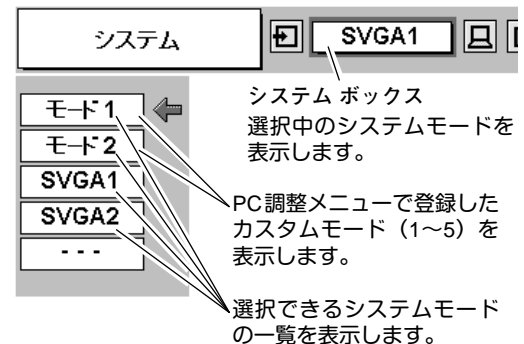 システム
SVGA1
システム ボックス
選択中のシステムモードを
表示します。
モード1
モード2
SVGA1
SVGA2
- - -
PC調整メニューで登録した
カスタムモード（1～5）を
表示します。
選択できるシステムモード
の一覧を表示します。